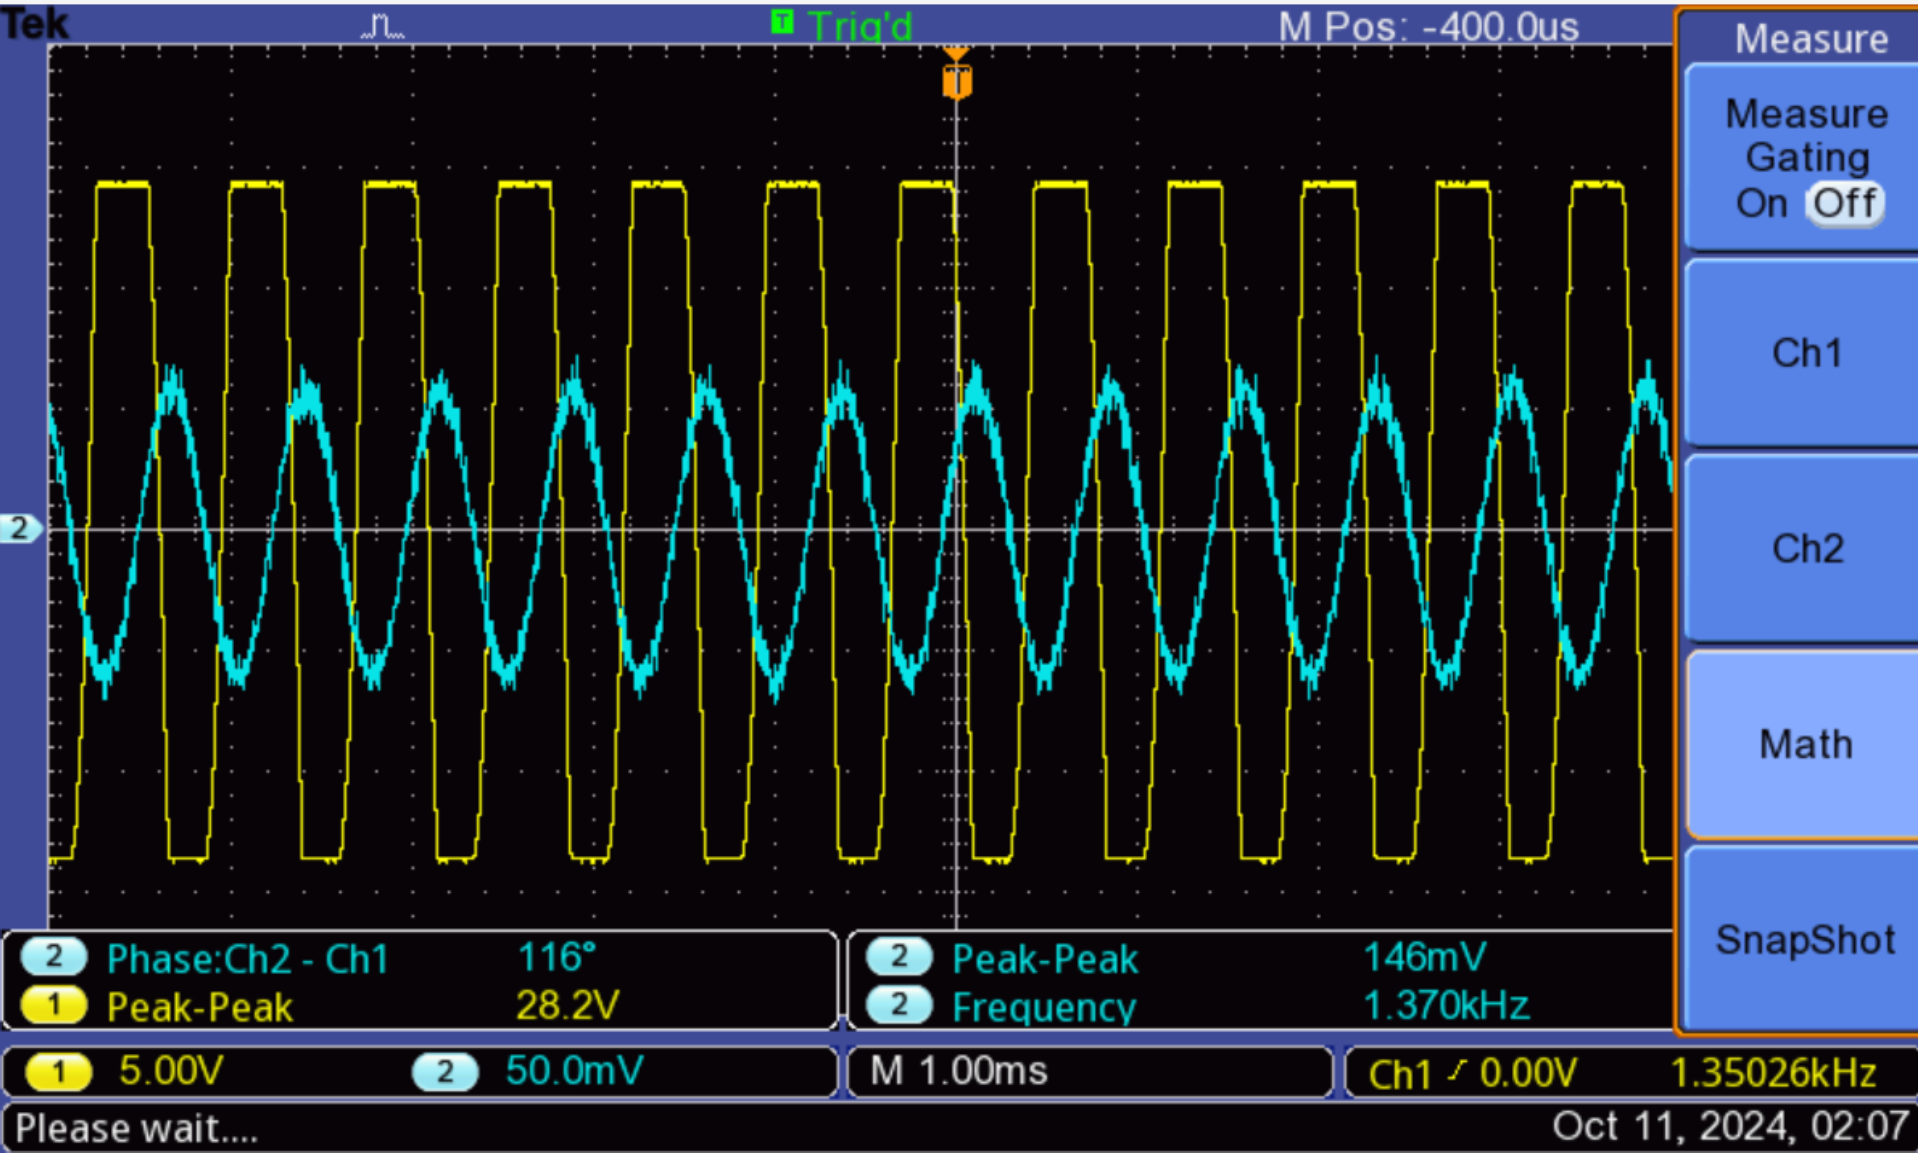 Tek T Trig'd M Pos: -400.0us
Measure
T
Measure
Gating
On Off
Ch1
2
Ch2
Math
SnapShot
2 Phase:Ch2 - Ch1 116°
1 Peak-Peak 28.2V
2 Peak-Peak 146mV
2 Frequency 1.370kHz
1 5.00V 2 50.0mV M 1.00ms Ch1 0.00V 1.35026kHz
Please wait.... Oct 11, 2024, 02:07